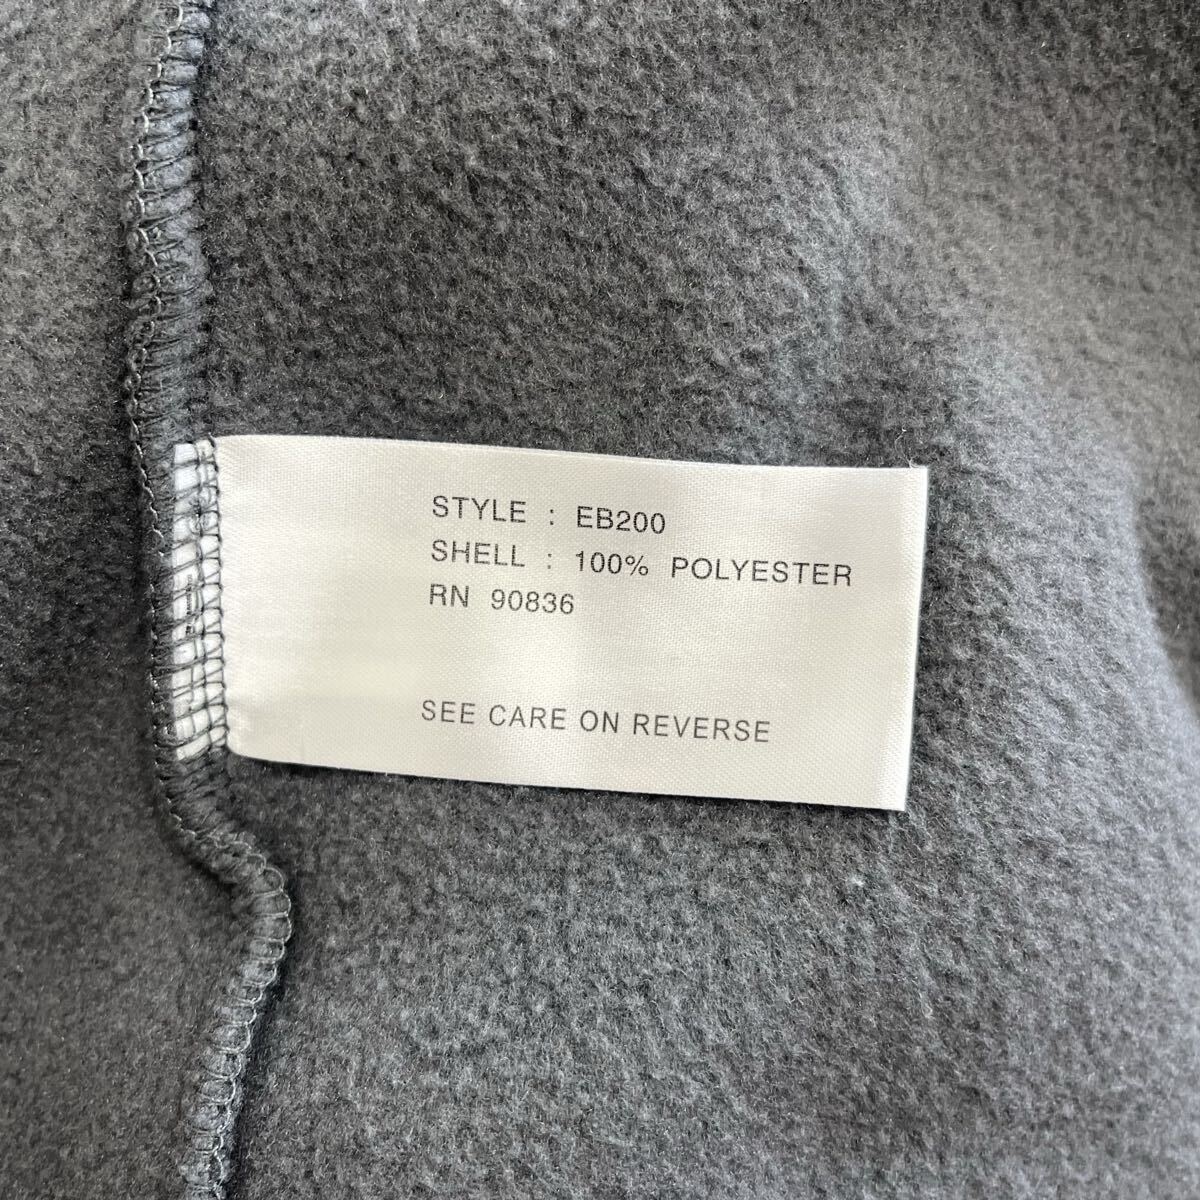 STYLE : EB200
SHELL : 100% POLYESTER
RN 90836
SEE CARE ON REVERSE